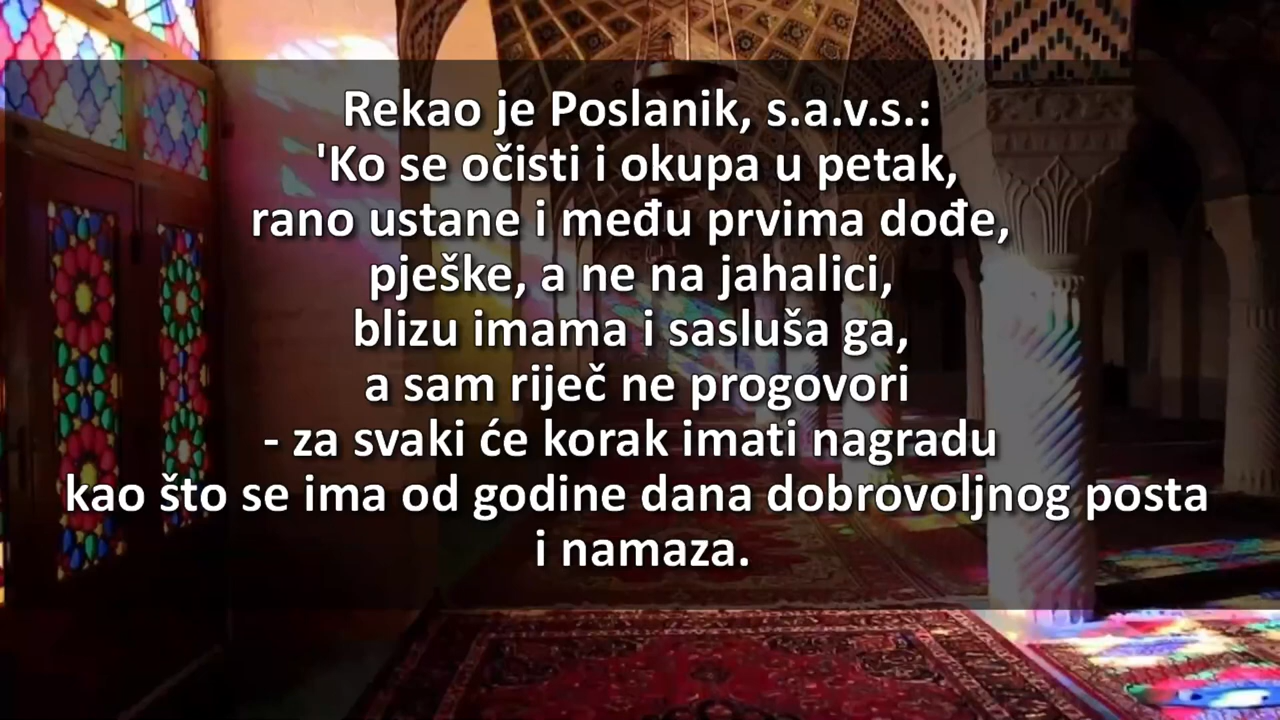 Rekao je Poslanik, s.a.v.s.:
'Ko se očisti i okupa u petak,
rano ustane i među prvima dođe,
pješke, a ne na jahalici,
blizu imama i sasluša ga,
a sam riječ ne progovori
- za svaki će korak imati nagradu
kao što se ima od godine dana dobrovoljnog posta
i namaza.